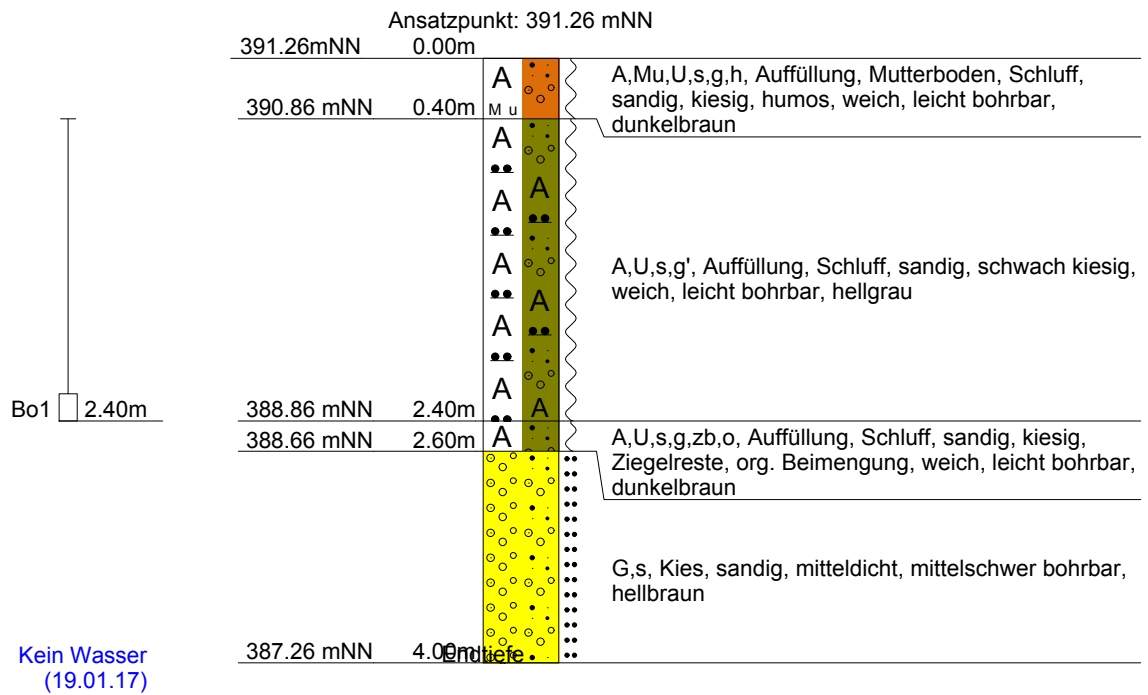 Ansatzpunkt: 391.26 mNN
391.26mNN 0.00m
A
A,Mu,U,s,g,h, Auffüllung, Mutterboden, Schluff,
sandig, kiesig, humos, weich, leicht bohrbar,
dunkelbraun
390.86 mNN 0.40m
M u
A
A
A
A
A
A
A
A,U,s,g', Auffüllung, Schluff, sandig, schwach kiesig,
weich, leicht bohrbar, hellgrau
A
A
Bo1 2.40m
388.86 mNN 2.40m
A
388.66 mNN 2.60m
A,U,s,g,zb,o, Auffüllung, Schluff, sandig, kiesig,
Ziegelreste, org. Beimengung, weich, leicht bohrbar,
dunkelbraun
G,s, Kies, sandig, mitteldicht, mittelschwer bohrbar,
hellbraun
387.26 mNN 4.00m
Endtiefe
Kein Wasser
(19.01.17)